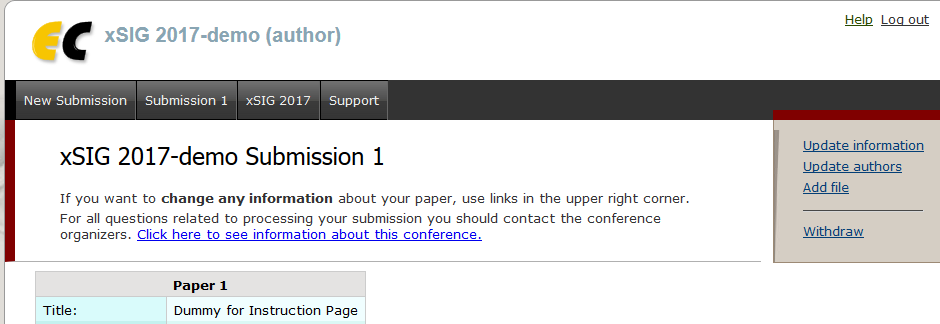 Help Log out
EC xSIG 2017-demo (author)
New Submission Submission 1 xSIG 2017 Support
xSIG 2017-demo Submission 1
If you want to change any information about your paper, use links in the upper right corner.
For all questions related to processing your submission you should contact the conference
organizers. Click here to see information about this conference.
Update information
Update authors
Add file
Withdraw
Paper 1
Title: Dummy for Instruction Page